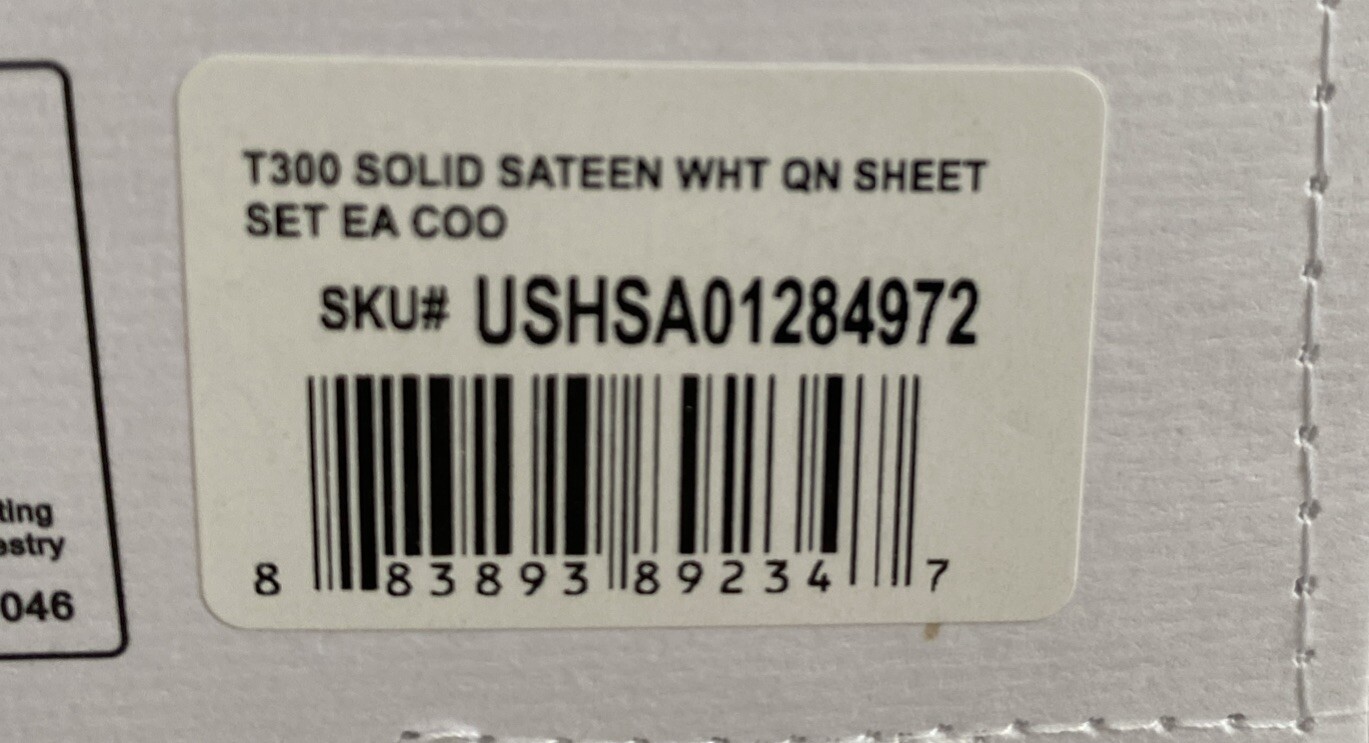 T300 SOLID SATEEN WHT QN SHEET
SET EA COO
SKU# USHSA01284972
8 83893 89234 7
046